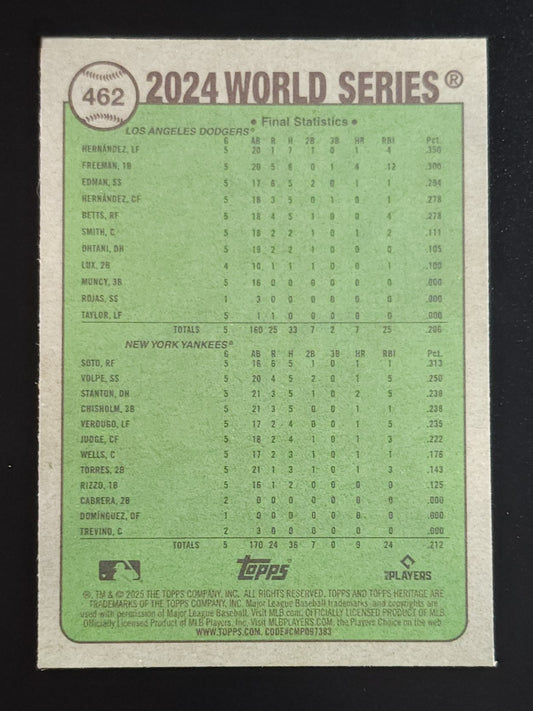 462 2024 WORLD SERIES®
• Final Statistics •
LOS ANGELES DODGERS®
G AB R H 2B 3B HR RBI Pct.
HERNÁNDEZ, LF 5 20 1 7 1 0 1 4 .350
FREEMAN, 1B 5 20 5 6 0 1 4 12 .300
EDMAN, SS 5 17 6 5 2 0 1 1 .294
HERNÁNDEZ, CF 5 18 3 5 0 1 0 1 .278
BETTS, RF 5 18 4 5 1 0 0 4 .278
SMITH, C 5 18 2 2 1 0 1 2 .111
OHTANI, DH 5 19 2 2 1 0 0 0 .105
LUX, 2B 4 10 1 1 1 0 0 1 .100
MUNCY, 3B 5 16 0 0 0 0 0 0 .000
ROJAS, SS 1 3 0 0 0 0 0 0 .000
TAYLOR, LF 5 1 1 0 0 0 0 0 .000
TOTALS 5 160 25 33 7 2 7 25 .206
NEW YORK YANKEES®
G AB R H 2B 3B HR RBI Pct.
SOTO, RF 5 16 6 5 1 0 1 1 .313
VOLPE, SS 5 20 4 5 2 0 1 5 .250
STANTON, DH 5 21 3 5 1 0 2 5 .238
CHISHOLM, 3B 5 21 3 5 0 0 1 1 .238
VERDUGO, LF 5 17 2 4 0 0 1 5 .235
JUDGE, CF 5 18 2 4 1 0 1 3 .222
WELLS, C 5 17 2 3 1 0 1 1 .176
TORRES, 2B 5 21 1 3 1 0 1 3 .143
RIZZO, 1B 5 16 1 2 0 0 0 0 .125
CABRERA, 2B 2 0 0 0 0 0 0 0 .000
DOMÍNGUEZ, OF 1 0 0 0 0 0 0 0 .000
TREVINO, C 2 3 0 0 0 0 0 0 .000
TOTALS 5 170 24 36 7 0 9 24 .212
topps
MLB PLAYERS
®, TM & © 2025 THE TOPPS COMPANY, INC. ALL RIGHTS RESERVED. TOPPS AND TOPPS HERITAGE ARE
TRADEMARKS OF THE TOPPS COMPANY, INC. Major League Baseball trademarks and copyrights are
used with permission of Major League Baseball. Visit MLB.com. OFFICIALLY LICENSED PRODUCT OF MLB
Officially Licensed Product of MLB Players, Inc. Visit MLBPLAYERS.com, the Players Choice on the web
WWW.TOPPS.COM. CODE#CMP097383